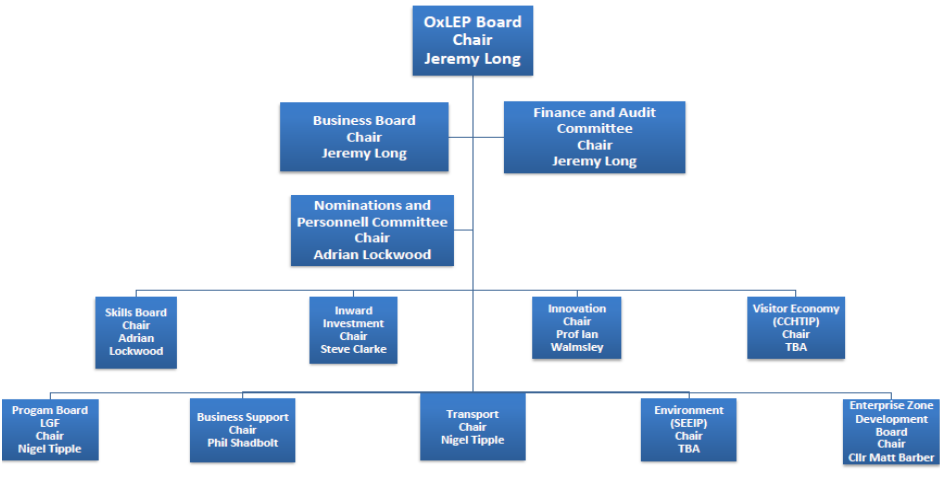 OxLEP Board
Chair
Jeremy Long
Business Board
Chair
Jeremy Long
Finance and Audit
Committee
Chair
Jeremy Long
Nominations and
Personnell Committee
Chair
Adrian Lockwood
Skills Board
Chair
Adrian
Lockwood
Inward
Investment
Chair
Steve Clarke
Innovation
Chair
Prof Ian
Walmsley
Visitor Economy
(CCHTIP)
Chair
TBA
Progam Board
LGF
Chair
Nigel Tipple
Business Support
Chair
Phil Shadbolt
Transport
Chair
Nigel Tipple
Environment
(SEEIP)
Chair
TBA
Enterprise Zone
Development
Board
Chair
Cllr Matt Barber